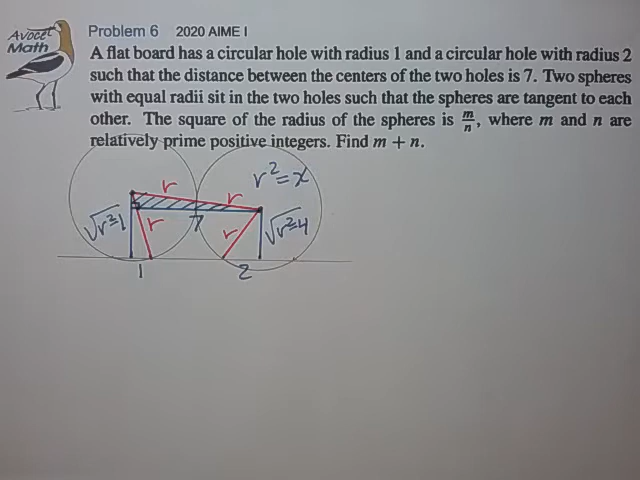 Avocet Math
Problem 6 2020 AIME I
A flat board has a circular hole with radius 1 and a circular hole with radius 2
such that the distance between the centers of the two holes is 7. Two spheres
with equal radii sit in the two holes such that the spheres are tangent to each
other. The square of the radius of the spheres is m/n, where m and n are
relatively prime positive integers. Find m + n.
r r r²=x
√r²-1 r 7 r √r²-4
1 2